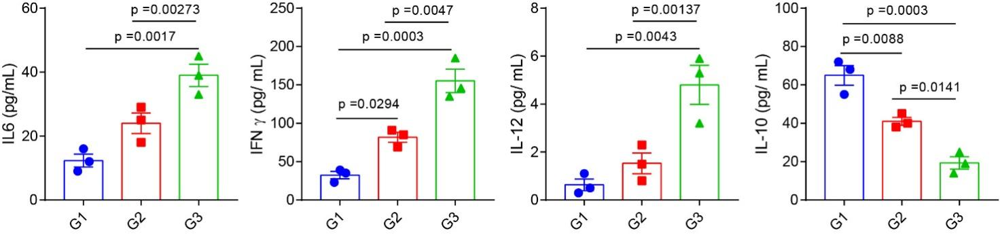 IL6 (pg/mL)
60
40
20
0
p =0.00273
p =0.0017
G1
G2
G3
IFN γ (pg/ mL)
250
200
150
100
50
0
p =0.0047
p =0.0003
p =0.0294
G1
G2
G3
IL-12 (pg/ mL)
8
6
4
2
0
p =0.00137
p =0.0043
G1
G2
G3
IL-10 (pg/ mL)
100
80
60
40
20
0
p =0.0003
p =0.0088
p =0.0141
G1
G2
G3